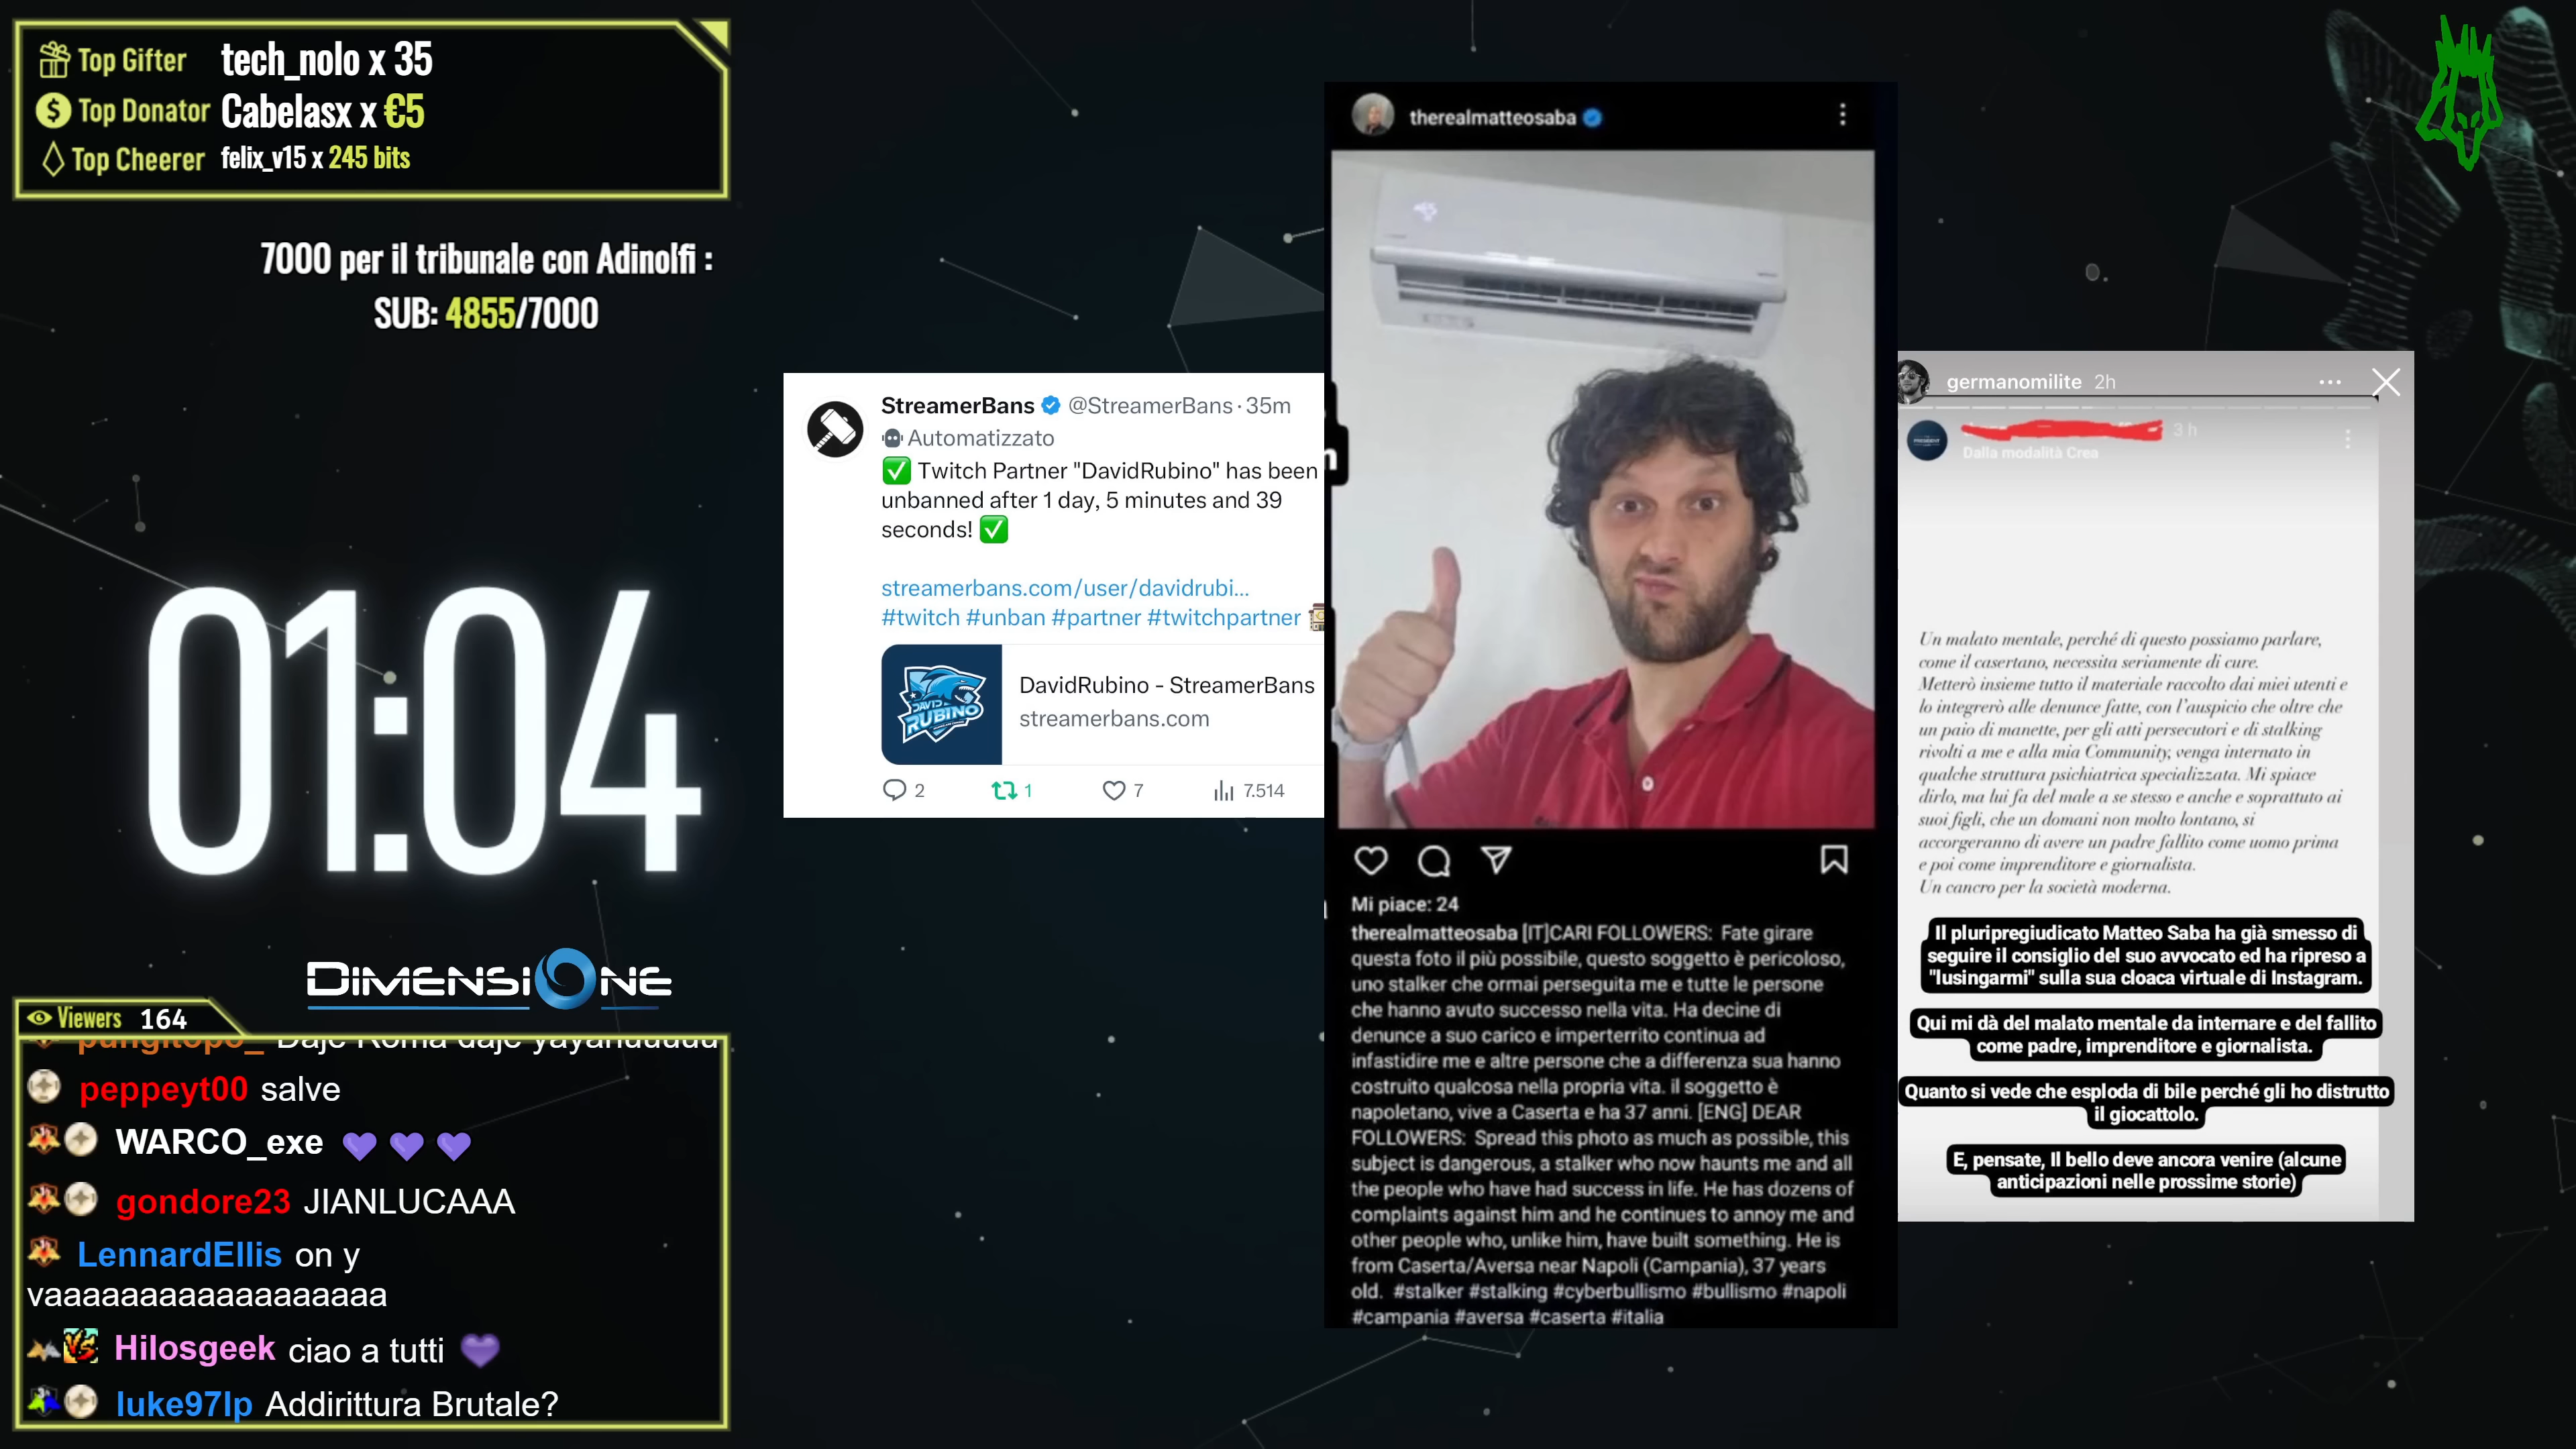 Top Gifter tech_nolo x 35
Top Donator Cabelasx x €5
Top Cheerer felix_v15 x 245 bits
7000 per il tribunale con Adinolfi :
SUB: 4855/7000
01:04
DIMENSIONE
Viewers 164
pungitopo_ Daje Roma daje yayahuuuuu
peppeyt00 salve
WARCO_exe 💜 💜 💜
gondore23 JIANLUCAAA
LennardEllis on y
vaaaaaaaaaaaaaaaaaa
Hilosgeek ciao a tutti 💜
luke97lp Addirittura Brutale?
StreamerBans @StreamerBans · 35m
Automatizzato
✅ Twitch Partner "DavidRubino" has been
unbanned after 1 day, 5 minutes and 39
seconds! ✅
streamerbans.com/user/davidrubi...
#twitch #unban #partner #twitchpartner
DAVID
RUBINO
DavidRubino - StreamerBans
streamerbans.com
2 1 7 7.514
therealmatteosaba
Mi piace: 24
therealmatteosaba [IT]CARI FOLLOWERS: Fate girare
questa foto il più possibile, questo soggetto è pericoloso,
uno stalker che ormai perseguita me e tutte le persone
che hanno avuto successo nella vita. Ha decine di
denunce a suo carico e imperterrito continua ad
infastidire me e altre persone che a differenza sua hanno
costruito qualcosa nella propria vita. il soggetto è
napoletano, vive a Caserta e ha 37 anni. [ENG] DEAR
FOLLOWERS: Spread this photo as much as possible, this
subject is dangerous, a stalker who now haunts me and all
the people who have had success in life. He has dozens of
complaints against him and he continues to annoy me and
other people who, unlike him, have built something. He is
from Caserta/Aversa near Napoli (Campania), 37 years
old. #stalker #stalking #cyberbullismo #bullismo #napoli
#campania #aversa #caserta #italia
germanomilite 2h
3 h
Dalla modalità Crea
Un malato mentale, perché di questo possiamo parlare,
come il casertano, necessita seriamente di cure.
Metterò insieme tutto il materiale raccolto dai miei utenti e
lo integrerò alle denunce fatte, con l'auspicio che oltre che
un paio di manette, per gli atti persecutori e di stalking
rivolti a me e alla mia Community, venga internato in
qualche struttura psichiatrica specializzata. Mi spiace
dirlo, ma lui fa del male a se stesso e anche e soprattuto ai
suoi figli, che un domani non molto lontano, si
accorgeranno di avere un padre fallito come uomo prima
e poi come imprenditore e giornalista.
Un cancro per la società moderna.
Il pluripregiudicato Matteo Saba ha già smesso di
seguire il consiglio del suo avvocato ed ha ripreso a
"lusingarmi" sulla sua cloaca virtuale di Instagram.
Qui mi dà del malato mentale da internare e del fallito
come padre, imprenditore e giornalista.
Quanto si vede che esploda di bile perché gli ho distrutto
il giocattolo.
E, pensate, Il bello deve ancora venire (alcune
anticipazioni nelle prossime storie)